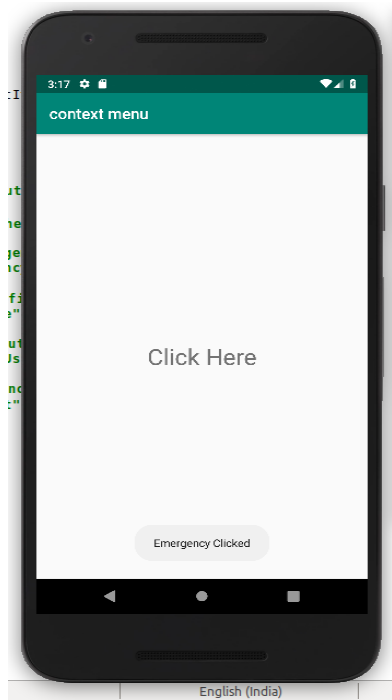 3:17
context menu
Click Here
Emergency Clicked
English (India)